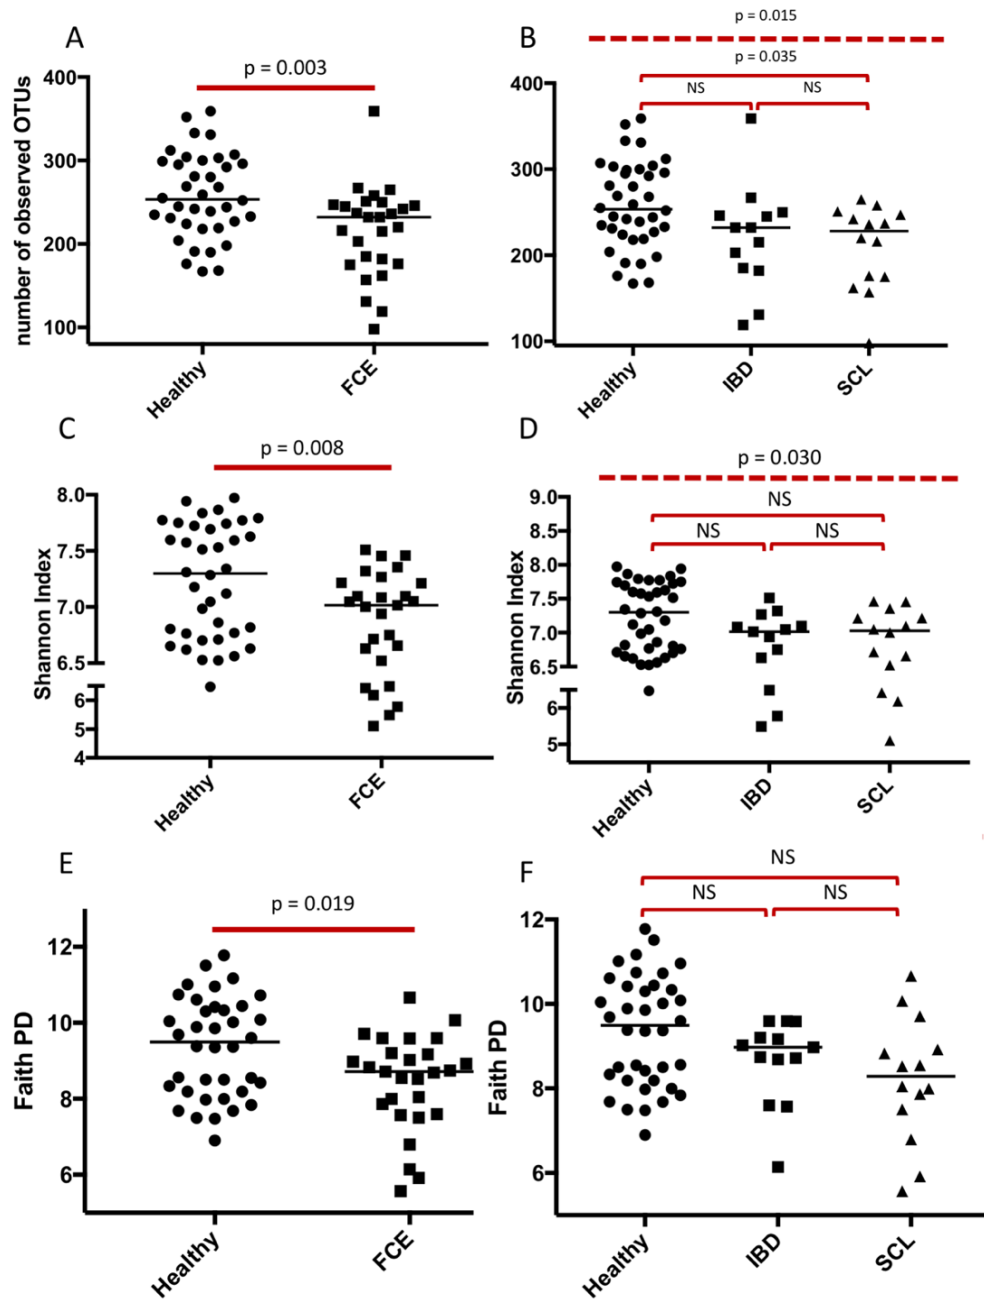 A
p = 0.003
number of observed OTUs
400
300
200
100
Healthy
FCE
B
p = 0.015
p = 0.035
NS
NS
400
300
200
100
Healthy
IBD
SCL
C
p = 0.008
Shannon Index
8.0
7.5
7.0
6.5
6
5
4
Healthy
FCE
D
p = 0.030
NS
NS
NS
Shannon Index
9.0
8.5
8.0
7.5
7.0
6.5
6
5
Healthy
IBD
SCL
E
p = 0.019
Faith PD
12
10
8
6
Healthy
FCE
F
NS
NS
NS
Faith PD
12
10
8
6
Healthy
IBD
SCL